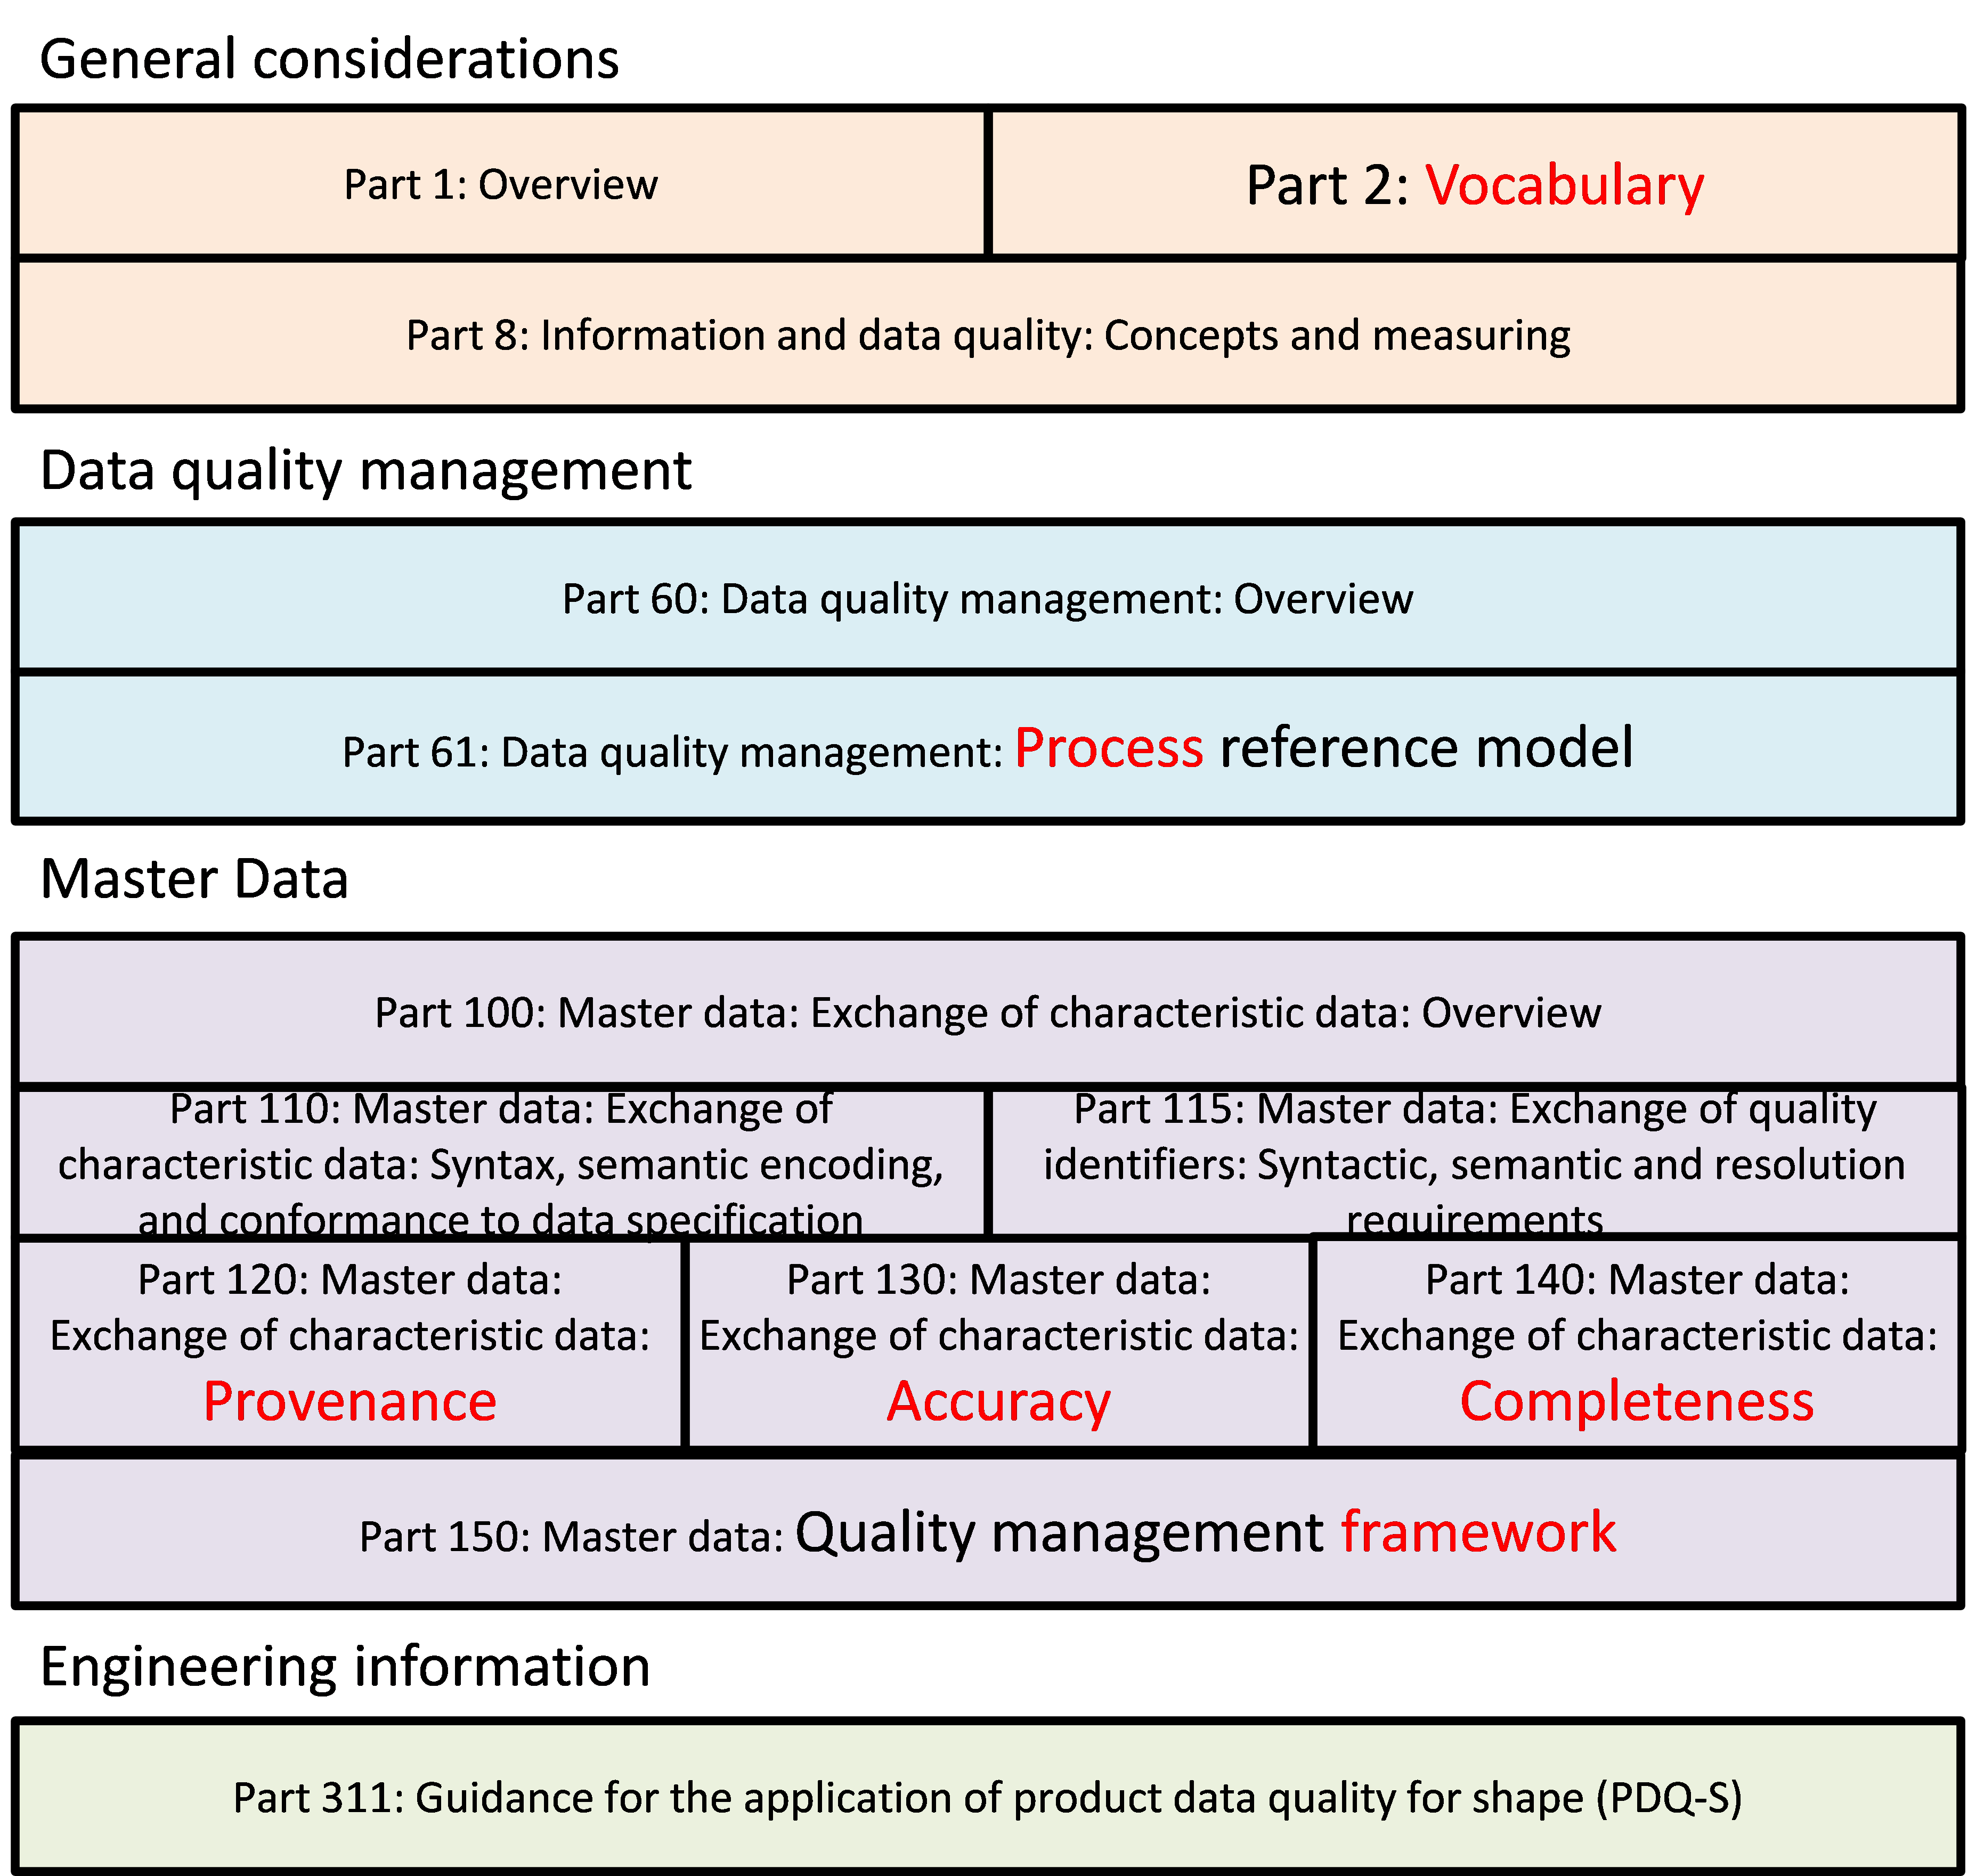 General considerations
Part 1: Overview
Part 2: Vocabulary
Part 8: Information and data quality: Concepts and measuring
Data quality management
Part 60: Data quality management: Overview
Part 61: Data quality management: Process reference model
Master Data
Part 100: Master data: Exchange of characteristic data: Overview
Part 110: Master data: Exchange of
characteristic data: Syntax, semantic encoding,
and conformance to data specification
Part 115: Master data: Exchange of quality
identifiers: Syntactic, semantic and resolution
requirements
Part 120: Master data:
Exchange of characteristic data:
Provenance
Part 130: Master data:
Exchange of characteristic data:
Accuracy
Part 140: Master data:
Exchange of characteristic data:
Completeness
Part 150: Master data: Quality management framework
Engineering information
Part 311: Guidance for the application of product data quality for shape (PDQ-S)